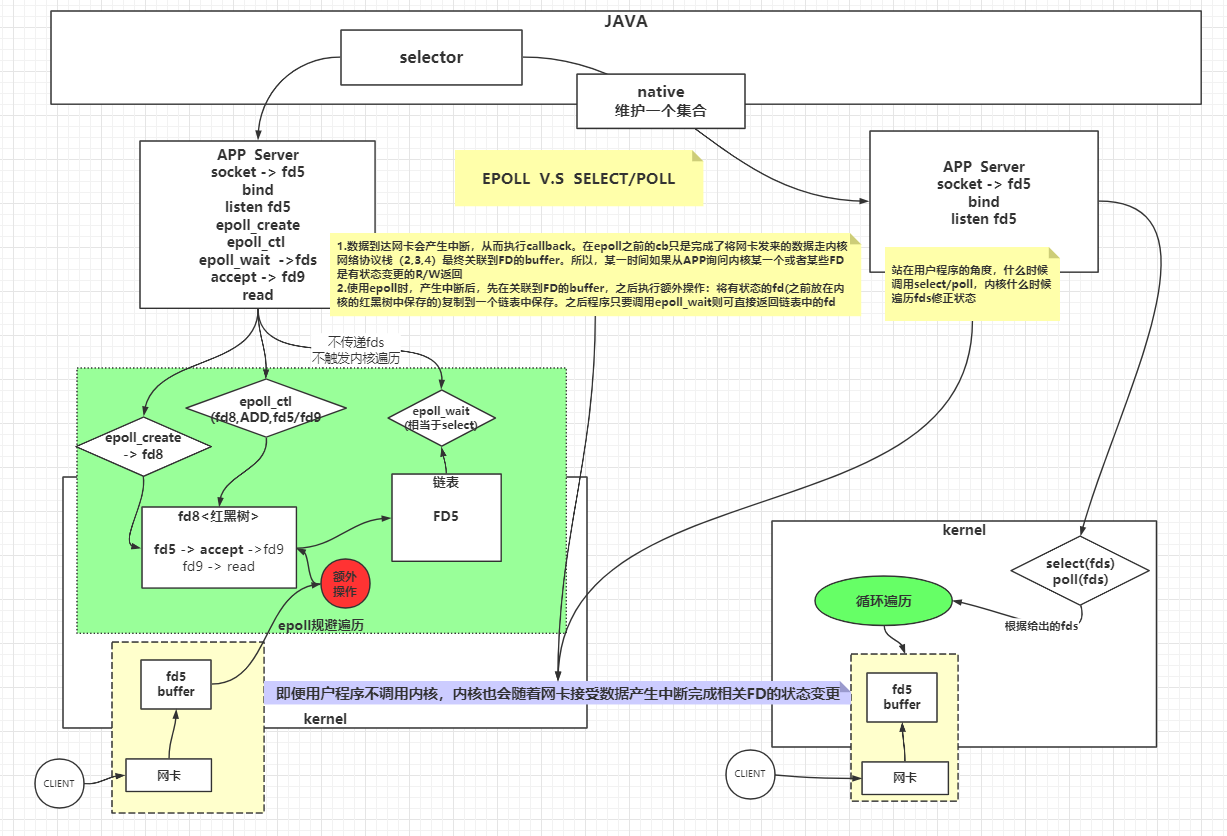 JAVA
selector
native
维护一个集合
APP Server
socket -> fd5
bind
listen fd5
epoll_create
epoll_ctl
epoll_wait ->fds
accept -> fd9
read
EPOLL V.S SELECT/POLL
APP Server
socket -> fd5
bind
listen fd5
1.数据到达网卡会产生中断，从而执行callback。在epoll之前的cb只是完成了将网卡发来的数据走内核
网络协议栈（2,3,4）最终关联到FD的buffer。所以，某一时间如果从APP询问内核某一个或者某些FD
是有状态变更的R/W返回
2.使用epoll时，产生中断后，先在关联到FD的buffer，之后执行额外操作：将有状态的fd(之前放在内
核的红黑树中保存的)复制到一个链表中保存。之后程序只要调用epoll_wait则可直接返回链表中的fd
站在用户程序的角度，什么时候
调用select/poll，内核什么时候
遍历fds修正状态
不传递fds
不触发内核遍历
epoll_create
-> fd8
epoll_ctl
(fd8,ADD,fd5/fd9
epoll_wait
(相当于select)
链表
FD5
fd8<红黑树>
fd5 -> accept ->fd9
fd9 -> read
额外
操作
epoll规避遍历
kernel
fd5
buffer
网卡
CLIENT
即便用户程序不调用内核，内核也会随着网卡接受数据产生中断完成相关FD的状态变更
kernel
select(fds)
poll(fds)
循环遍历
根据给出的fds
fd5
buffer
网卡
CLIENT